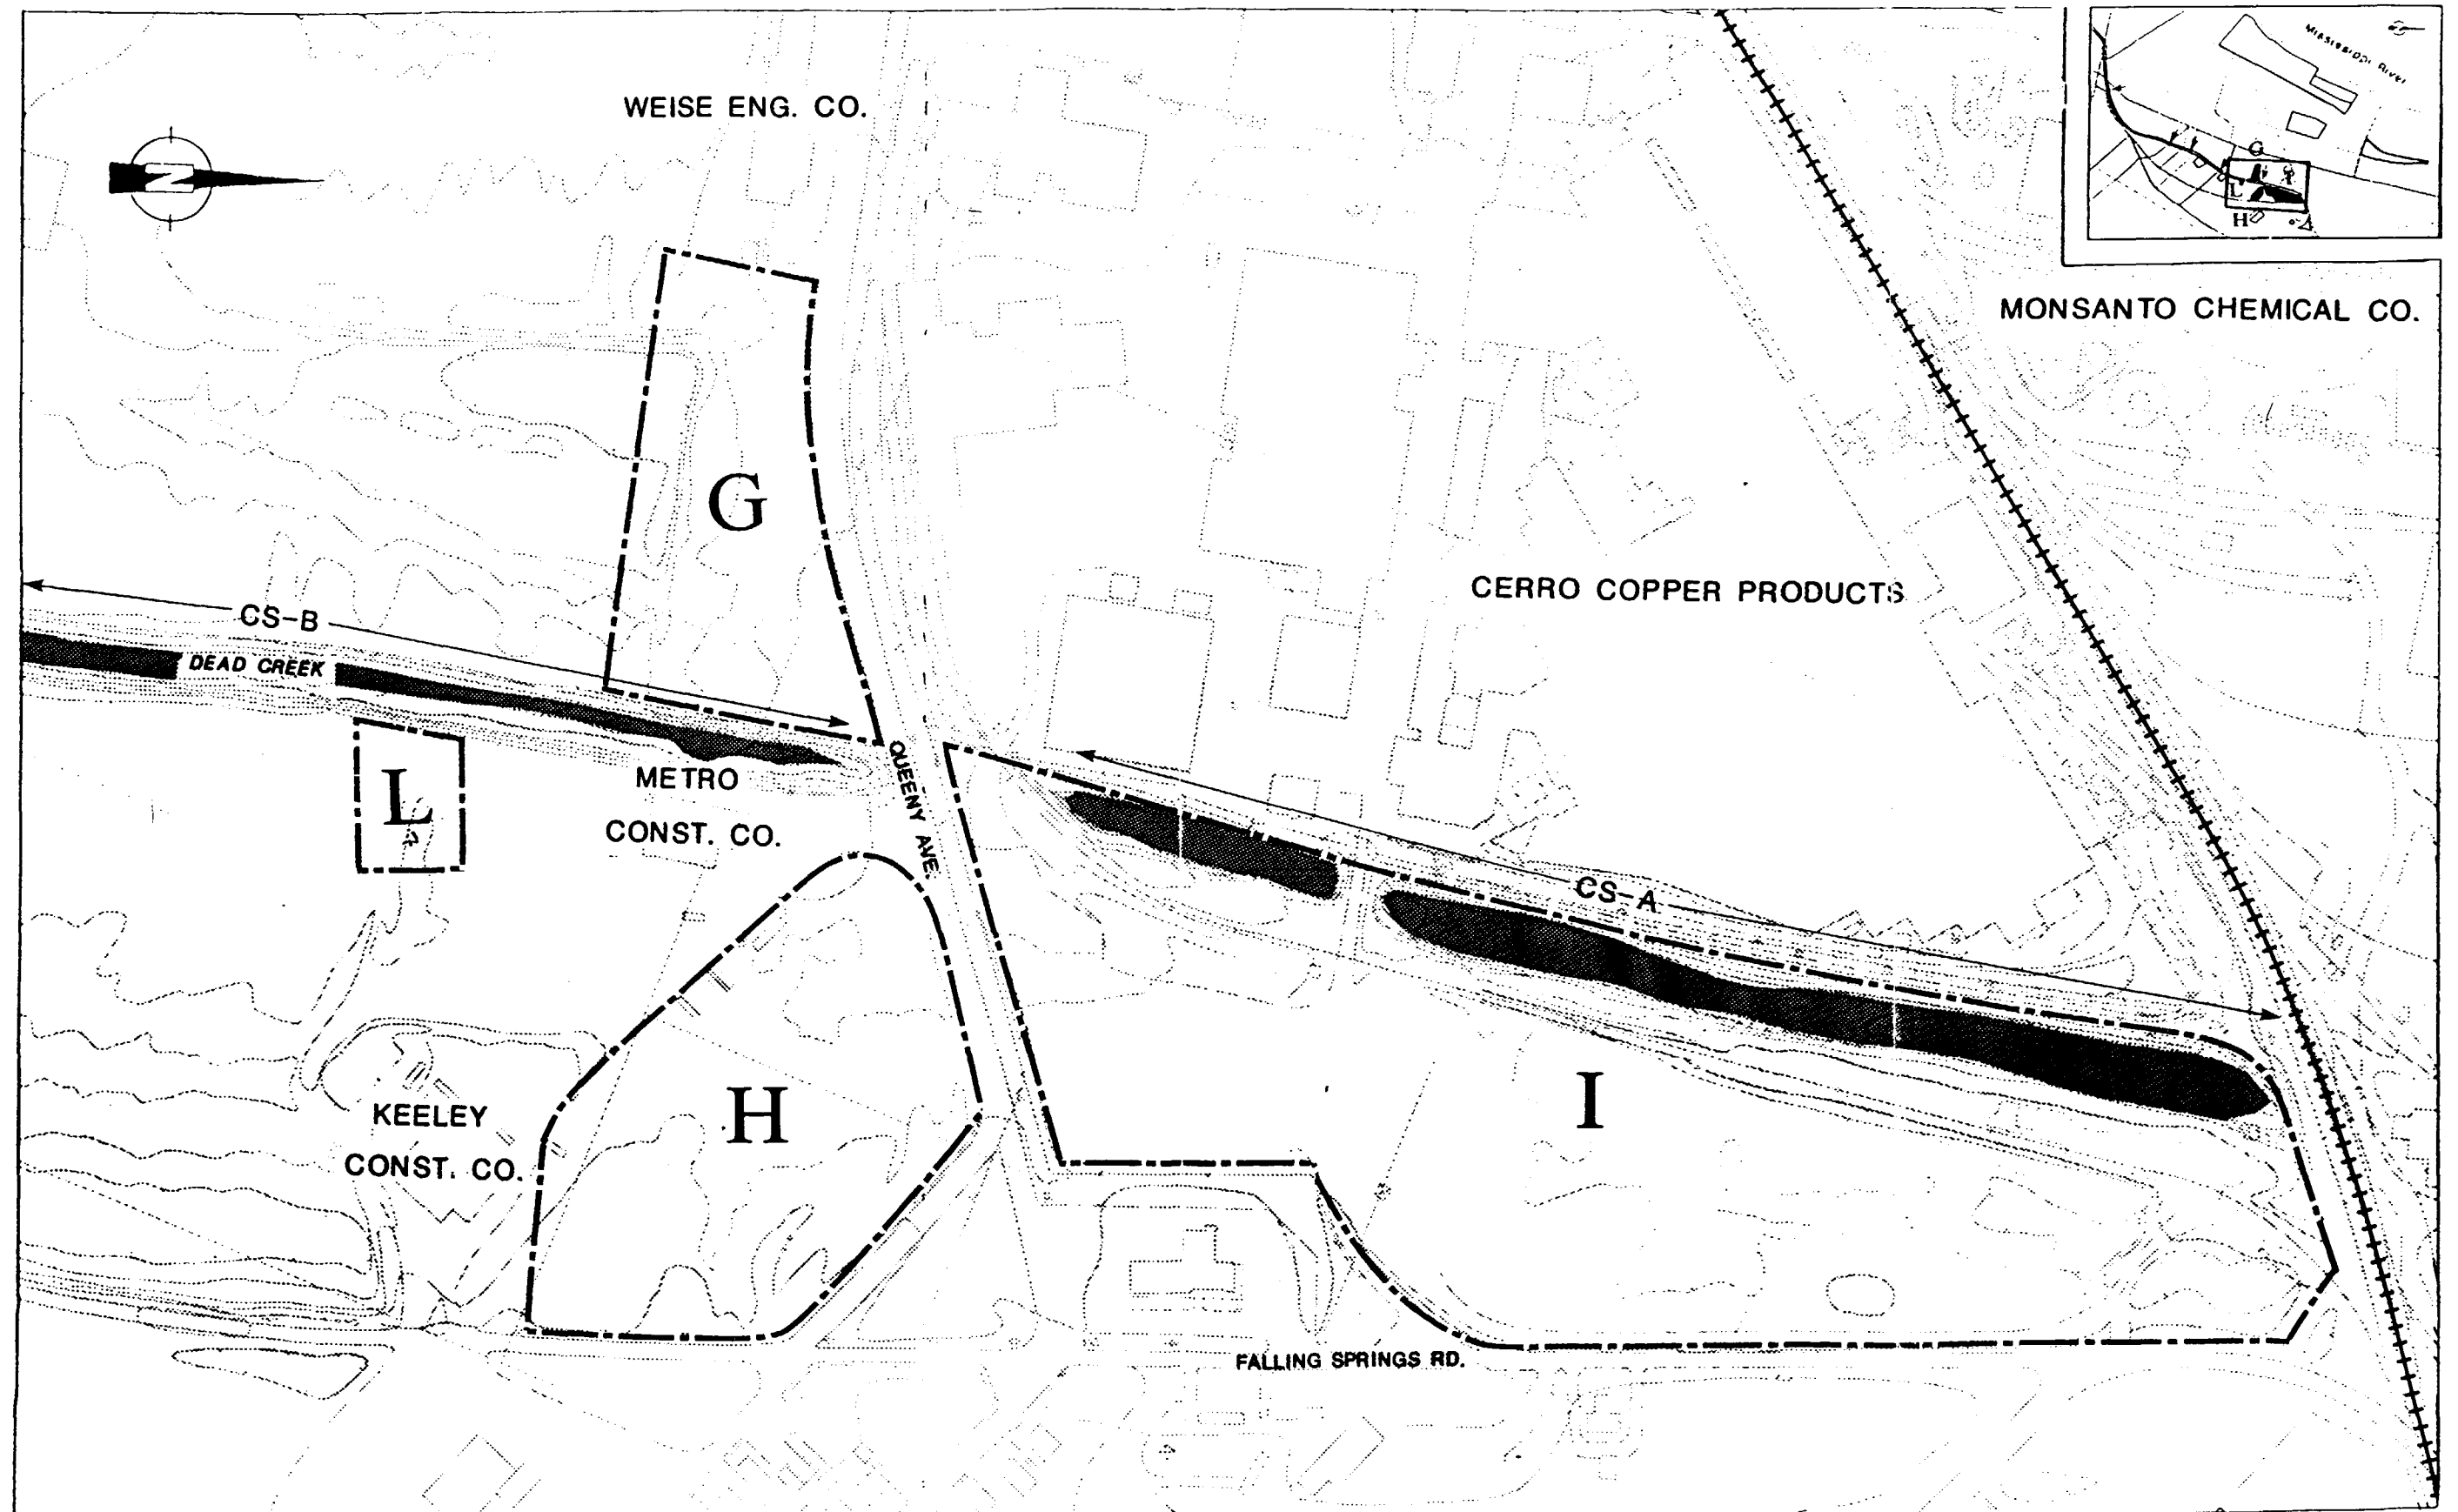 WEISE ENG. CO.
N
Mississippi River
G
I
L
H
MONSANTO CHEMICAL CO.
G
CERRO COPPER PRODUCTS
CS-B
DEAD CREEK
L
METRO
CONST. CO.
QUEENY AVE.
CS-A
H
I
KEELEY
CONST. CO.
FALLING SPRINGS RD.